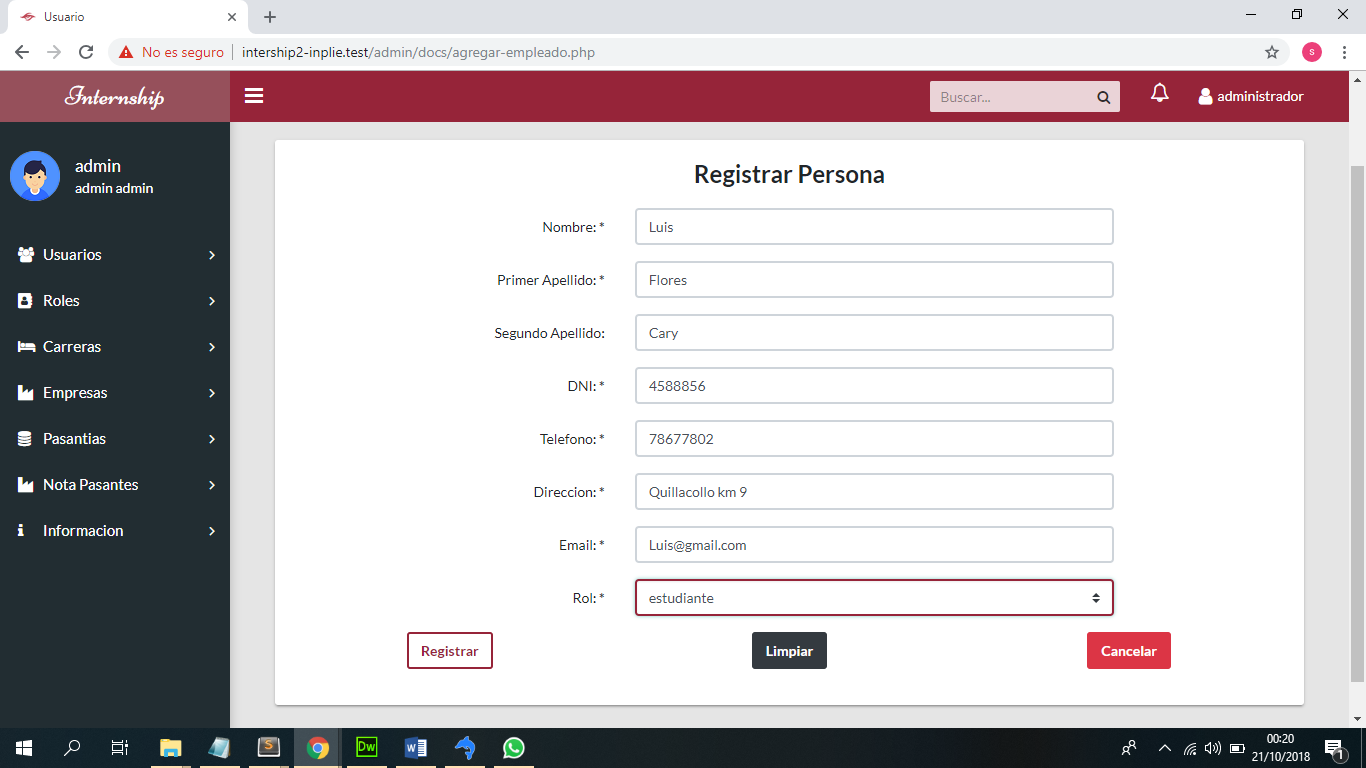 Usuario
No es seguro intership2-inplie.test/admin/docs/agregar-empleado.php
s
Internship
Buscar...
administrador
admin
admin admin
Usuarios
Roles
Carreras
Empresas
Pasantias
Nota Pasantes
Informacion
Registrar Persona
Nombre: * Luis
Primer Apellido: * Flores
Segundo Apellido: Cary
DNI: * 4588856
Telefono: * 78677802
Direccion: * Quillacollo km 9
Email: * Luis@gmail.com
Rol: * estudiante
Registrar Limpiar Cancelar
S
Dw
W
00:20
21/10/2018
1